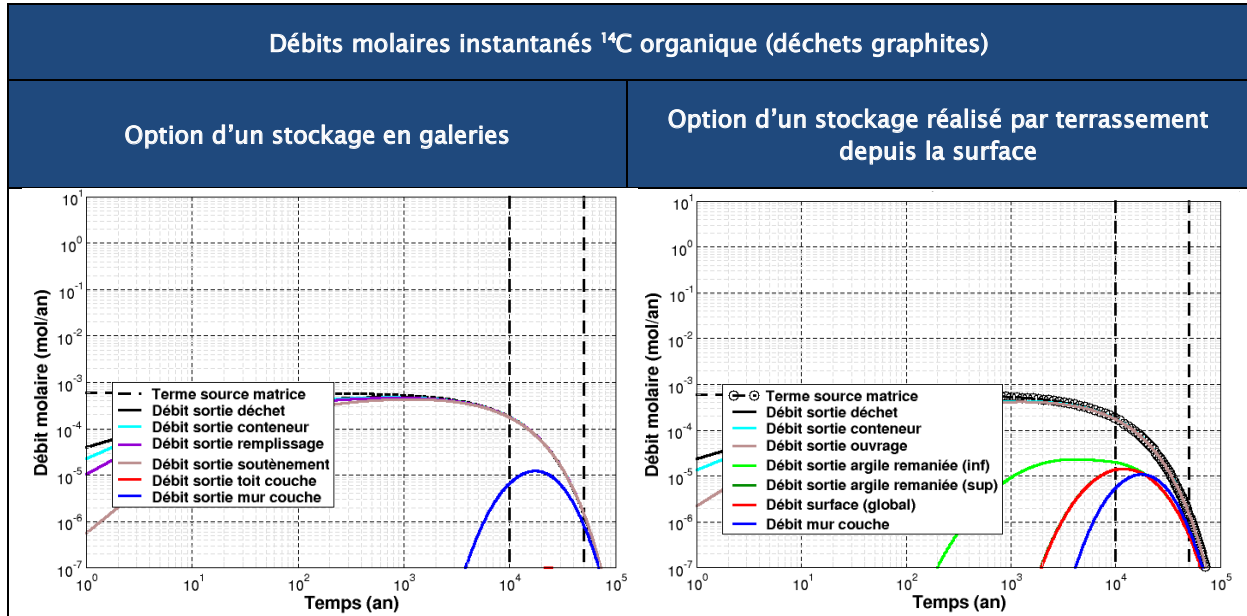 Débits molaires instantanés ¹⁴C organique (déchets graphites)
Option d’un stockage en galeries
Option d’un stockage réalisé par terrassement
depuis la surface
Débit molaire (mol/an)
10¹
10⁰
10⁻¹
10⁻²
10⁻³
10⁻⁴
10⁻⁵
10⁻⁶
10⁻⁷
Terme source matrice
Débit sortie déchet
Débit sortie conteneur
Débit sortie remplissage
Débit sortie soutènement
Débit sortie toit couche
Débit sortie mur couche
10⁰ 10¹ 10² 10³ 10⁴ 10⁵
Temps (an)
Débit molaire (mol/an)
10¹
10⁰
10⁻¹
10⁻²
10⁻³
10⁻⁴
10⁻⁵
10⁻⁶
10⁻⁷
Terme source matrice
Débit sortie déchet
Débit sortie conteneur
Débit sortie ouvrage
Débit sortie argile remaniée (inf)
Débit sortie argile remaniée (sup)
Débit surface (global)
Débit mur couche
10⁰ 10¹ 10² 10³ 10⁴ 10⁵
Temps (an)